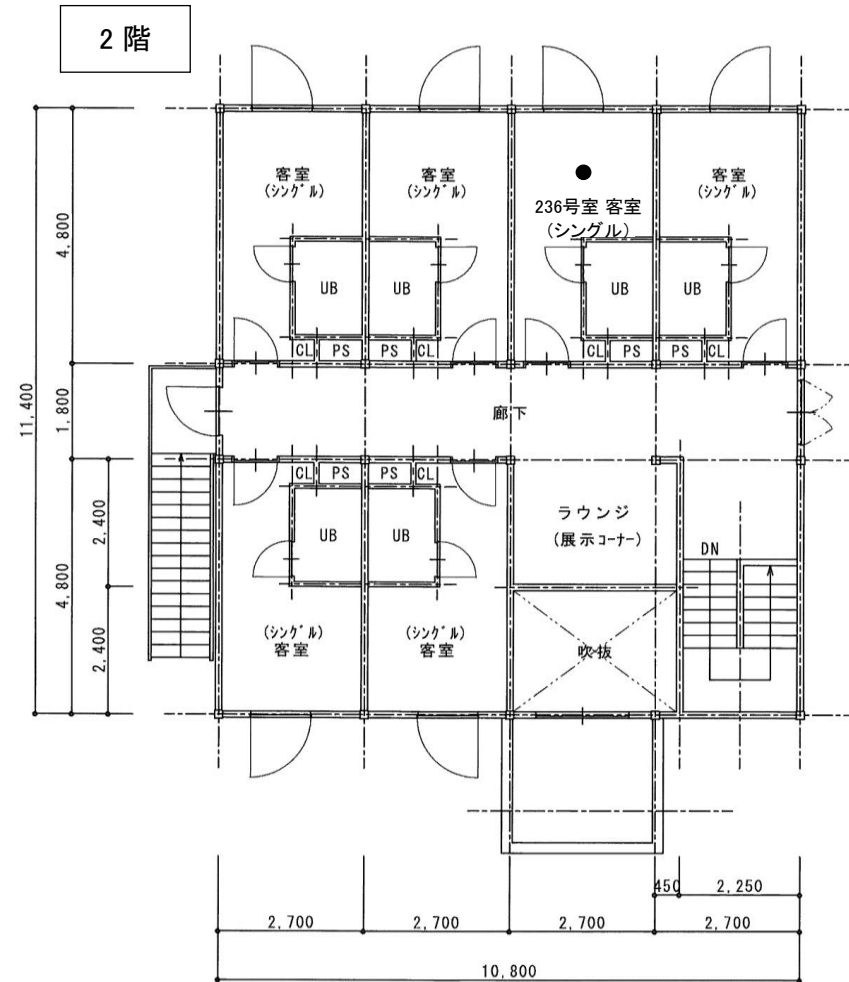 2 階
客室
(シングル)
客室
(シングル)
236号室 客室
(シングル)
客室
(シングル)
UB
UB
UB
UB
CL
PS
PS
CL
CL
PS
PS
CL
廊下
CL
PS
PS
CL
UB
UB
ラウンジ
(展示コーナー)
DN
(シングル)
客室
(シングル)
客室
吹抜
11,400
4,800
1,800
4,800
2,400
2,400
450
2,250
2,700
2,700
2,700
2,700
10,800